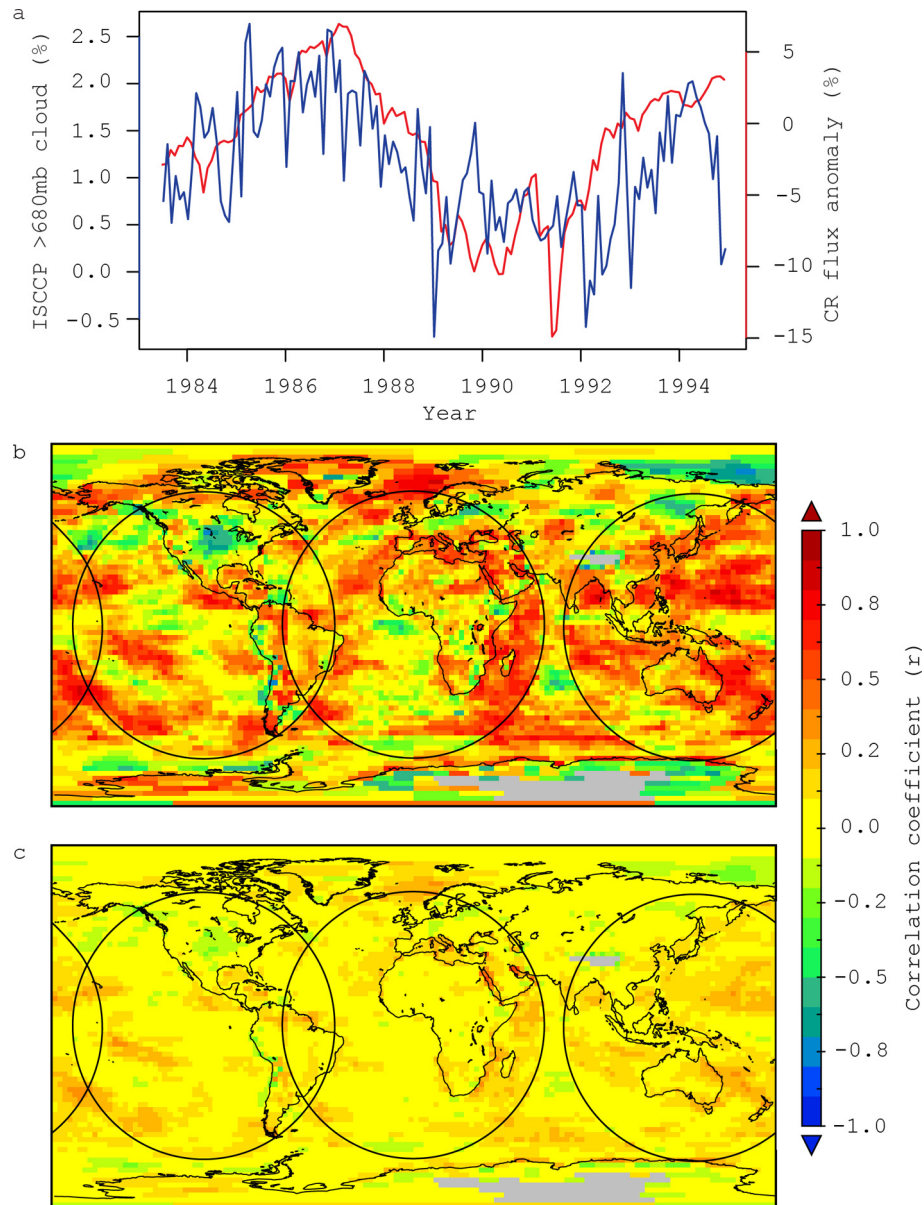 a
ISCCP >680mb cloud (%)
2.5
2.0
1.5
1.0
0.5
0.0
-0.5
5
0
-5
-10
-15
CR flux anomaly (%)
1984 1986 1988 1990 1992 1994
Year
b
c
1.0
0.8
0.5
0.2
0.0
-0.2
-0.5
-0.8
-1.0
Correlation coefficient (r)